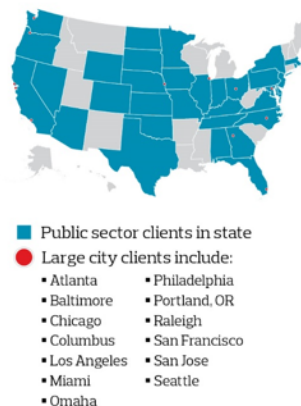 Public sector clients in state
Large city clients include:
▪ Atlanta
▪ Baltimore
▪ Chicago
▪ Columbus
▪ Los Angeles
▪ Miami
▪ Omaha
▪ Philadelphia
▪ Portland, OR
▪ Raleigh
▪ San Francisco
▪ San Jose
▪ Seattle